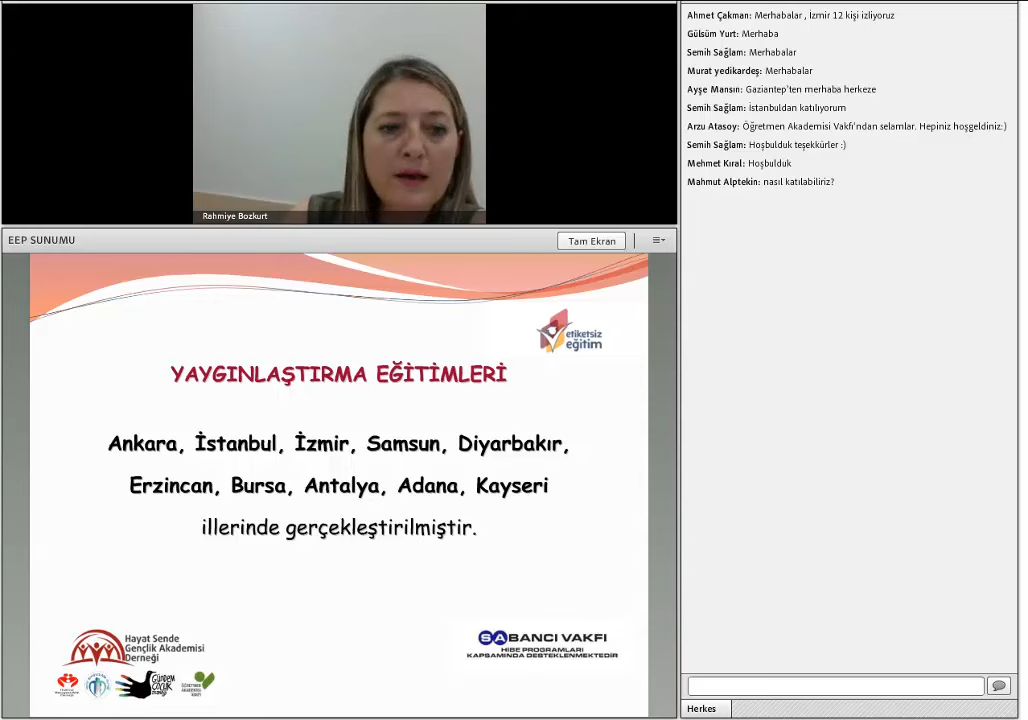 Rahmiye Bozkurt
EEP SUNUMU
Tam Ekran
etiketsiz
eğitim
YAYGINLAŞTIRMA EĞİTİMLERİ
Ankara, İstanbul, İzmir, Samsun, Diyarbakır,
Erzincan, Bursa, Antalya, Adana, Kayseri
illerinde gerçekleştirilmiştir.
Hayat Sende
Gençlik Akademisi
Derneği
Gündem
Çocuk
SABANCI VAKFI
HİBE PROGRAMLARI
KAPSAMINDA DESTEKLENMEKTEDİR
Ahmet Çakman: Merhabalar , İzmir 12 kişi izliyoruz
Gülsüm Yurt: Merhaba
Semih Sağlam: Merhabalar
Murat yedikardeş: Merhabalar
Ayşe Mansın: Gaziantep'ten merhaba herkeze
Semih Sağlam: İstanbuldan katılıyorum
Arzu Atasoy: Öğretmen Akademisi Vakfı'ndan selamlar. Hepiniz hoşgeldiniz:)
Semih Sağlam: Hoşbulduk teşekkürler :)
Mehmet Kıral: Hoşbulduk
Mahmut Alptekin: nasıl katılabiliriz?
Herkes